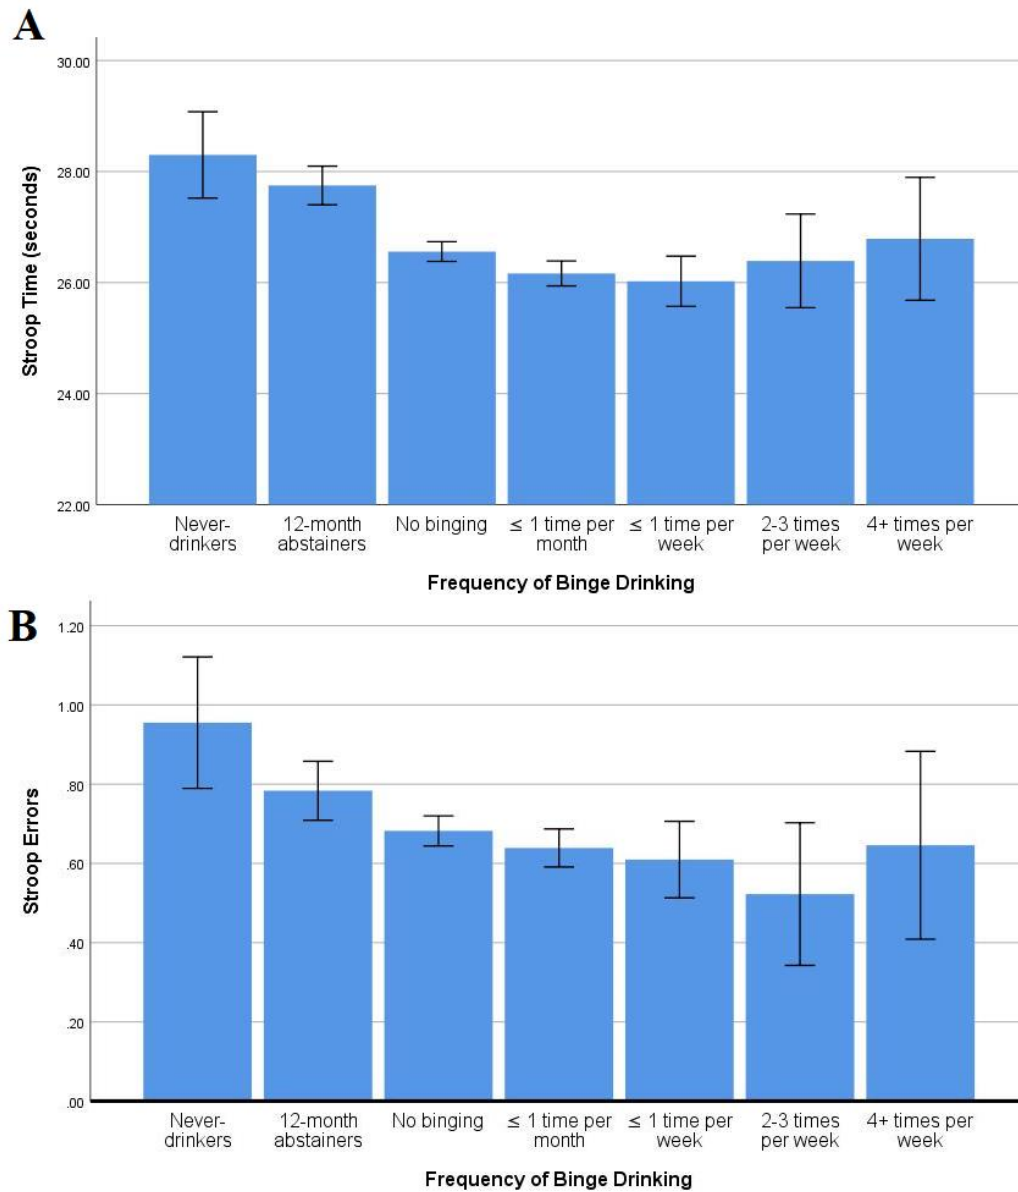 A
30.00
28.00
26.00
24.00
22.00
Stroop Time (seconds)
Never-
drinkers
12-month
abstainers
No binging
≤ 1 time per
month
≤ 1 time per
week
2-3 times
per week
4+ times per
week
Frequency of Binge Drinking
B
1.20
1.00
.80
.60
.40
.20
.00
Stroop Errors
Never-
drinkers
12-month
abstainers
No binging
≤ 1 time per
month
≤ 1 time per
week
2-3 times
per week
4+ times per
week
Frequency of Binge Drinking